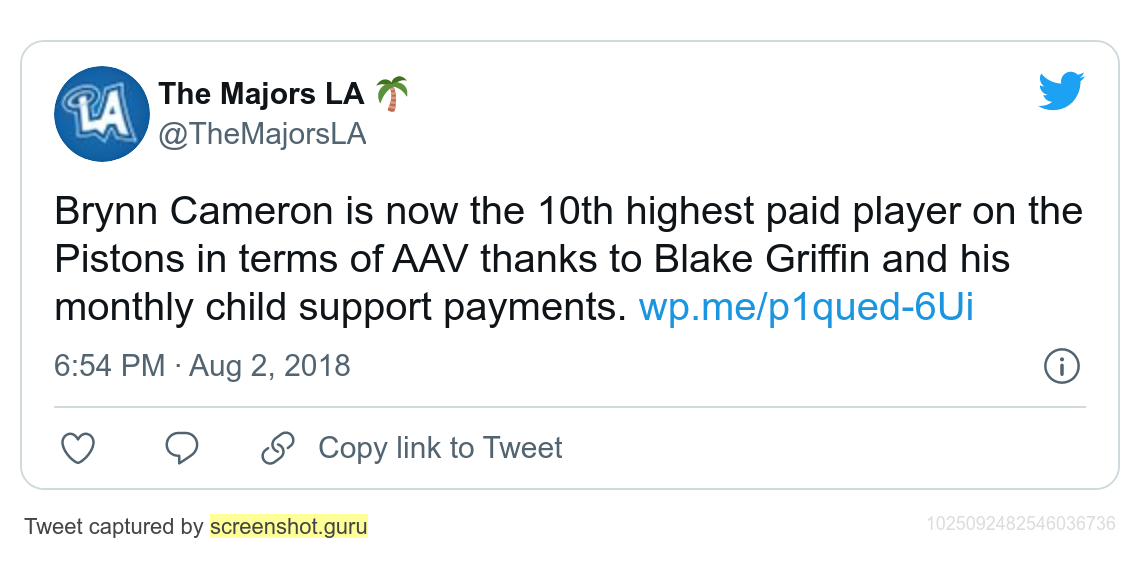 LA
The Majors LA 🌴
@TheMajorsLA
Brynn Cameron is now the 10th highest paid player on the
Pistons in terms of AAV thanks to Blake Griffin and his
monthly child support payments. wp.me/p1qued-6Ui
6:54 PM · Aug 2, 2018
Copy link to Tweet
Tweet captured by screenshot.guru
1025092482546036736